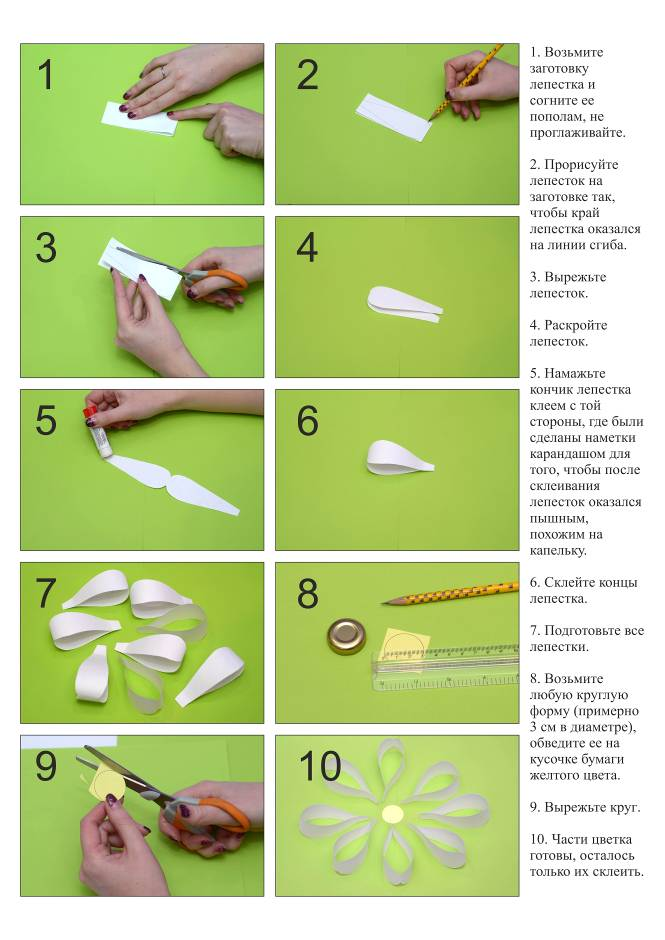 1
2
3
4
5
6
7
8
9
10
1. Возьмите
заготовку
лепестка и
согните ее
пополам, не
проглаживайте.
2. Прорисуйте
лепесток на
заготовке так,
чтобы край
лепестка оказался
на линии сгиба.
3. Вырежьте
лепесток.
4. Раскройте
лепесток.
5. Намажьте
кончик лепестка
клеем с той
стороны, где были
сделаны наметки
карандашом для
того, чтобы после
склеивания
лепесток оказался
пышным,
похожим на
капельку.
6. Склейте концы
лепестка.
7. Подготовьте все
лепестки.
8. Возьмите
любую круглую
форму (примерно
3 см в диаметре),
обведите ее на
кусочке бумаги
желтого цвета.
9. Вырежьте круг.
10. Части цветка
готовы, осталось
только их склеить.